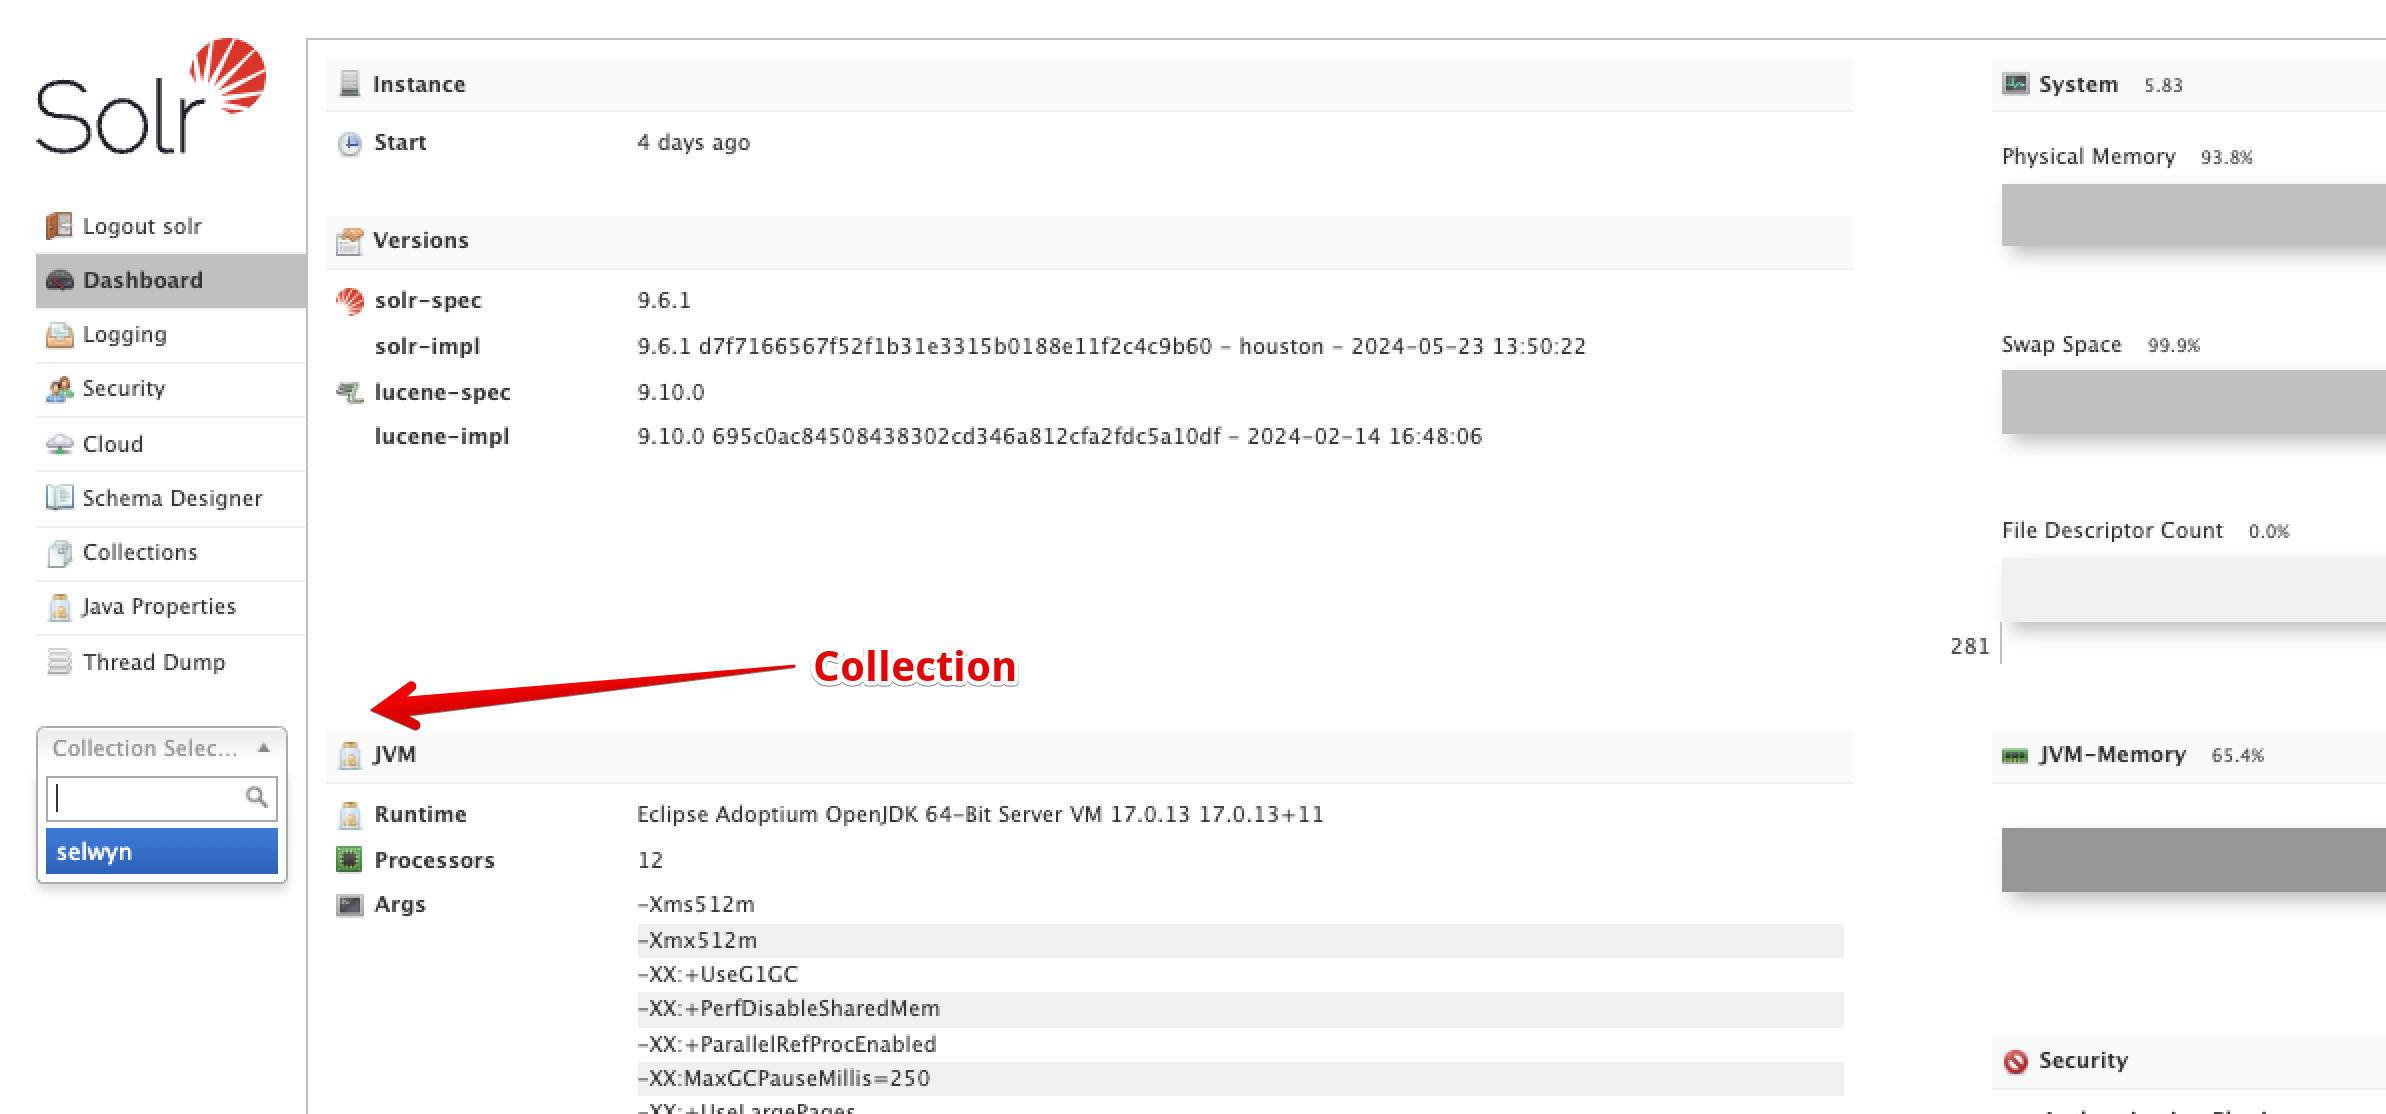 Solr
Logout solr
Dashboard
Logging
Security
Cloud
Schema Designer
Collections
Java Properties
Thread Dump
Collection Selec...
selwyn
Instance
Start 4 days ago
Versions
solr-spec 9.6.1
solr-impl 9.6.1 d7f7166567f52f1b31e3315b0188e11f2c4c9b60 - houston - 2024-05-23 13:50:22
lucene-spec 9.10.0
lucene-impl 9.10.0 695c0ac84508438302cd346a812cfa2fdc5a10df - 2024-02-14 16:48:06
Collection
JVM
Runtime Eclipse Adoptium OpenJDK 64-Bit Server VM 17.0.13 17.0.13+11
Processors 12
Args -Xms512m
-Xmx512m
-XX:+UseG1GC
-XX:+PerfDisableSharedMem
-XX:+ParallelRefProcEnabled
-XX:MaxGCPauseMillis=250
-XX:+UseLargePages
System 5.83
Physical Memory 93.8%
Swap Space 99.9%
File Descriptor Count 0.0%
281
JVM-Memory 65.4%
Security